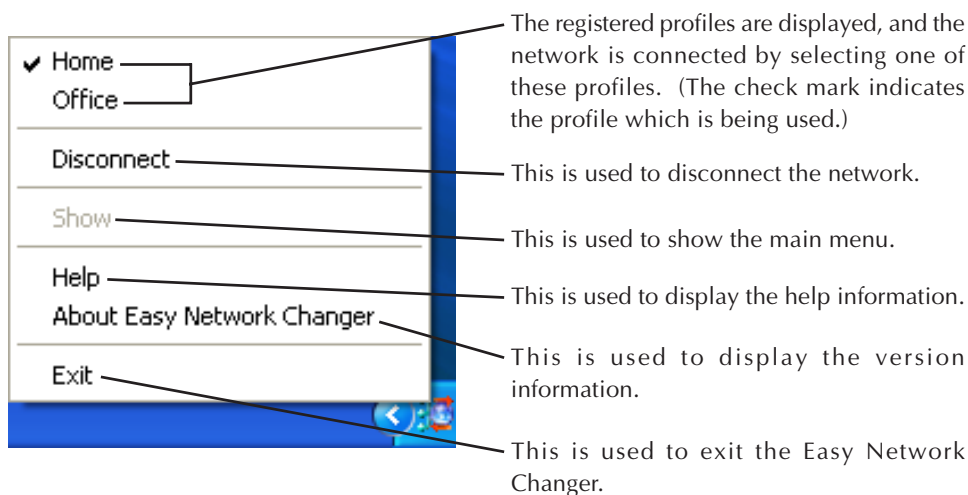 Home
Office
Disconnect
Show
Help
About Easy Network Changer
Exit
The registered profiles are displayed, and the
network is connected by selecting one of
these profiles. (The check mark indicates
the profile which is being used.)
This is used to disconnect the network.
This is used to show the main menu.
This is used to display the help information.
This is used to display the version
information.
This is used to exit the Easy Network
Changer.